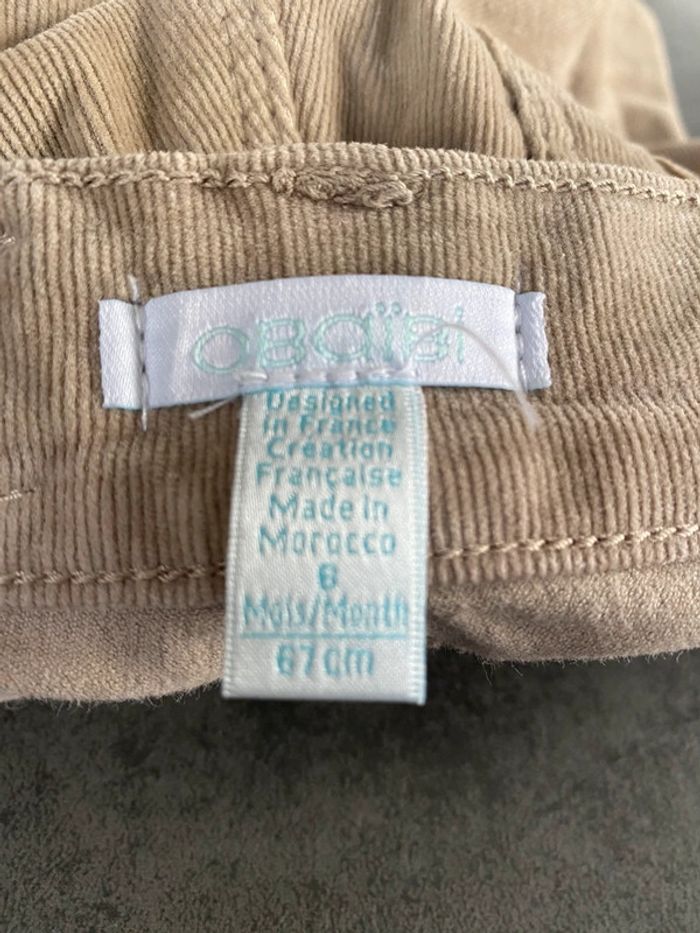 OBAÏBI
Designed
in France
Création
Française
Made in
Morocco
6
Mois/Month
67cm